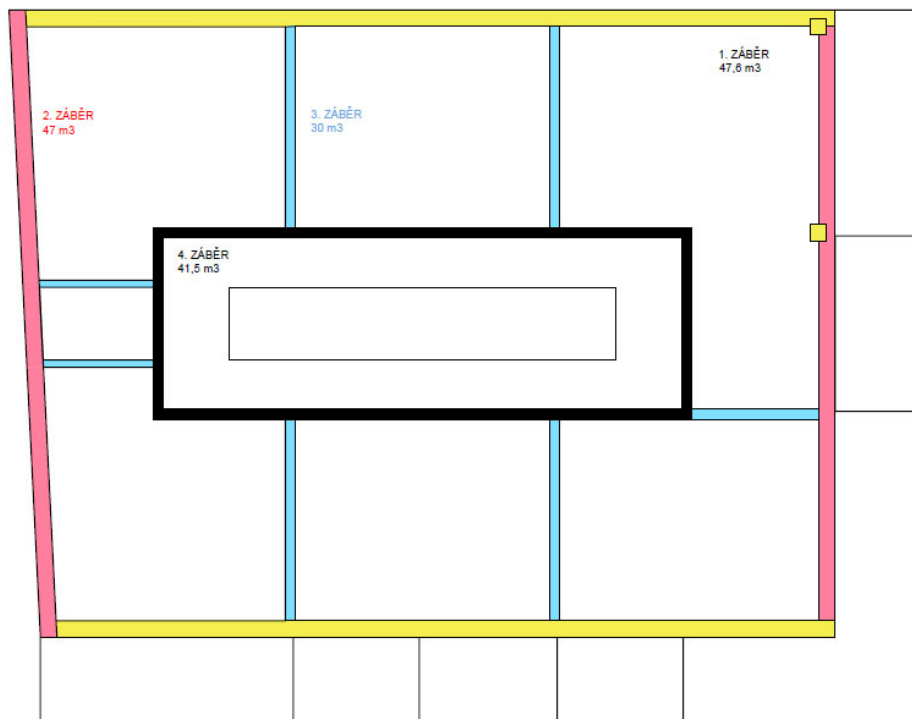 1. ZÁBĚR
47,6 m3
2. ZÁBĚR
47 m3
3. ZÁBĚR
30 m3
4. ZÁBĚR
41,5 m3